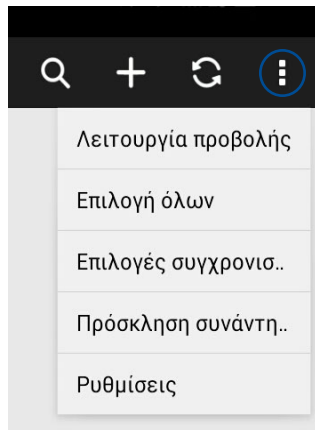 Λειτουργία προβολής
Επιλογή όλων
Επιλογές συγχρονισ..
Πρόσκληση συνάντη..
Ρυθμίσεις